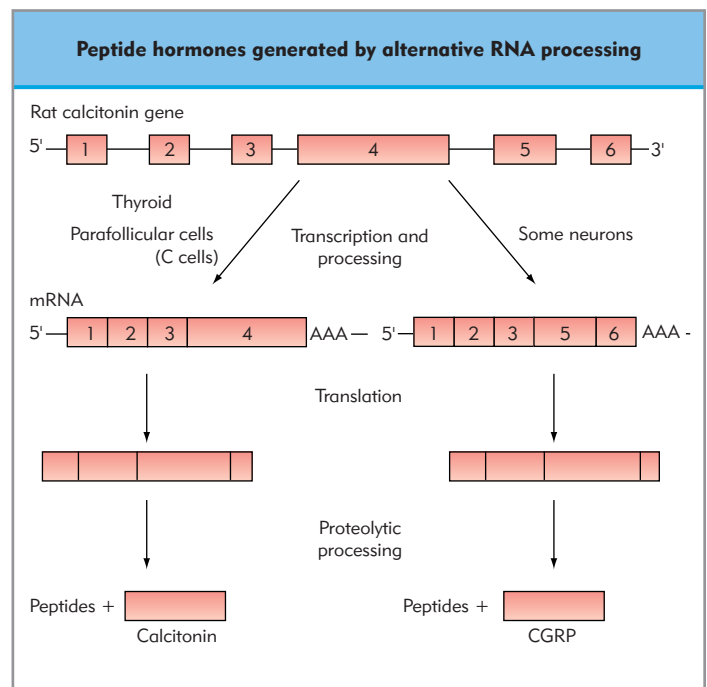 Peptide hormones generated by alternative RNA processing
Rat calcitonin gene
5' 1 2 3 4 5 6 3'
Thyroid
Parafollicular cells
(C cells)
Transcription and
processing
Some neurons
mRNA
5' 1 2 3 4 AAA 5' 1 2 3 5 6 AAA -
Translation
Proteolytic
processing
Peptides + Peptides +
Calcitonin CGRP